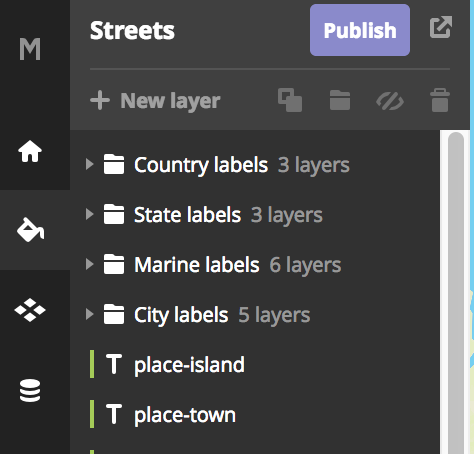 M
Streets
Publish
New layer
Country labels 3 layers
State labels 3 layers
Marine labels 6 layers
City labels 5 layers
T place-island
T place-town